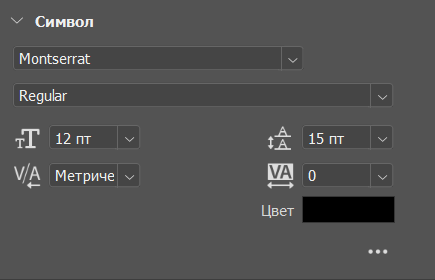 Символ
Montserrat
Regular
12 пт 15 пт
Метриче 0
Цвет